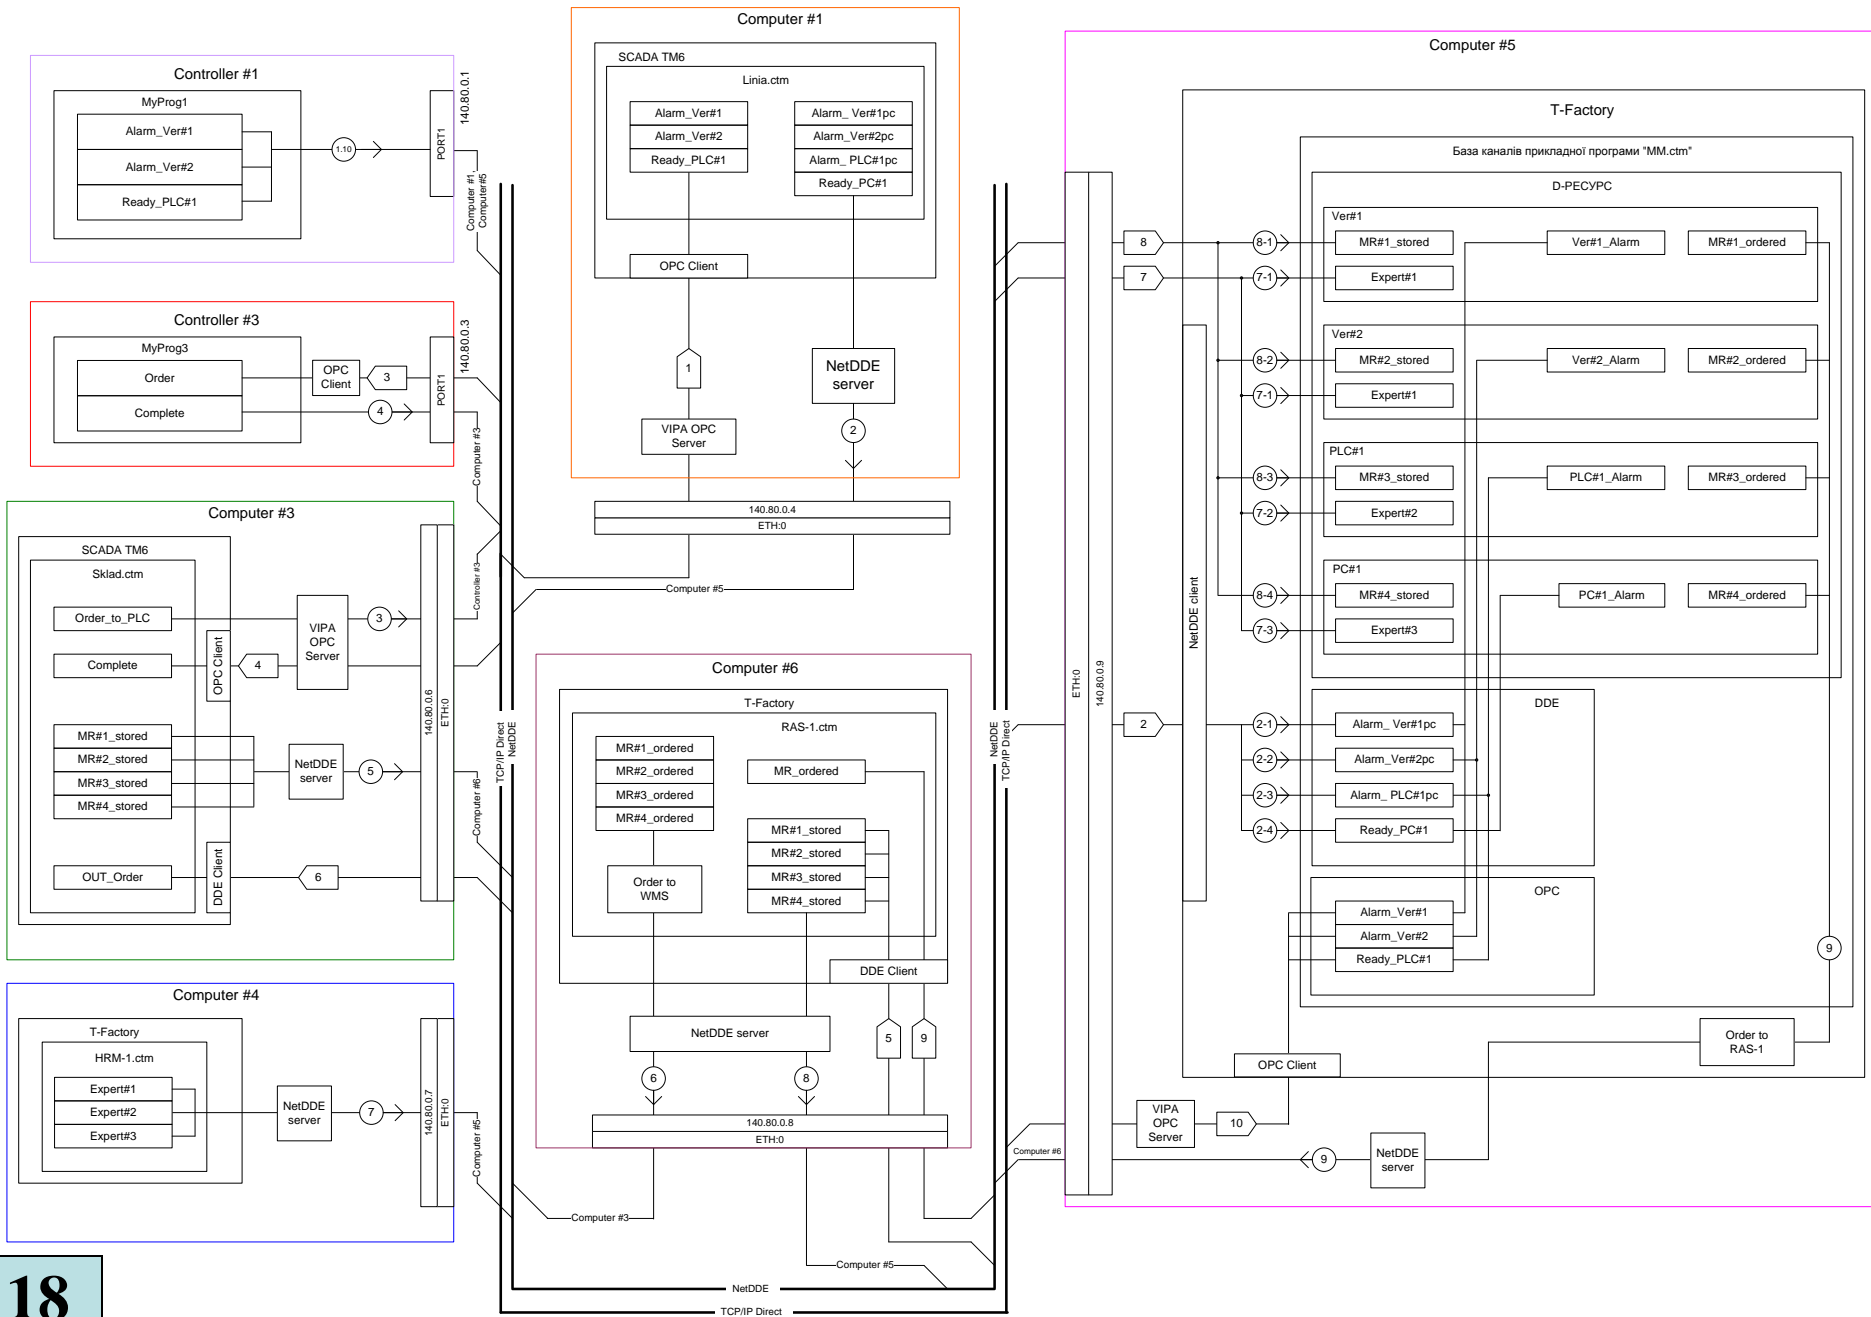 Controller #1
MyProg1
Alarm_Ver#1
Alarm_Ver#2
Ready_PLC#1
1.10
PORT1
140.80.0.1
Computer #1,
Computer#5
Controller #3
MyProg3
Order
Complete
OPC
Client
3
4
PORT1
140.80.0.3
Computer #3
Computer #3
SCADA TM6
Sklad.ctm
Order_to_PLC
Complete
MR#1_stored
MR#2_stored
MR#3_stored
MR#4_stored
OUT_Order
OPC Client
DDE Client
VIPA
OPC
Server
3
4
NetDDE
server
5
6
140.80.0.6
ETH:0
Controller #3
Computer #6
Computer #4
T-Factory
HRM-1.ctm
Expert#1
Expert#2
Expert#3
NetDDE
server
7
140.80.0.7
ETH:0
Computer #5
18
Computer #1
SCADA TM6
Linia.ctm
Alarm_Ver#1
Alarm_Ver#2
Ready_PLC#1
Alarm_ Ver#1pc
Alarm_Ver#2pc
Alarm_ PLC#1pc
Ready_PC#1
OPC Client
1
VIPA OPC
Server
NetDDE
server
2
140.80.0.4
ETH:0
Computer #5
TCP/IP Direct
NetDDE
NetDDE
TCP/IP Direct
Computer #6
T-Factory
RAS-1.ctm
MR#1_ordered
MR#2_ordered
MR#3_ordered
MR#4_ordered
MR_ordered
MR#1_stored
MR#2_stored
MR#3_stored
MR#4_stored
Order to
WMS
DDE Client
NetDDE server
5
9
6
8
140.80.0.8
ETH:0
Computer #3
Computer #5
NetDDE
TCP/IP Direct
Computer #5
T-Factory
База каналів прикладної програми "MM.ctm"
D-РЕСУРС
Ver#1
8
8-1
MR#1_stored
Ver#1_Alarm
MR#1_ordered
7
7-1
Expert#1
Ver#2
8-2
MR#2_stored
Ver#2_Alarm
MR#2_ordered
7-1
Expert#1
PLC#1
8-3
MR#3_stored
PLC#1_Alarm
MR#3_ordered
7-2
Expert#2
PC#1
8-4
MR#4_stored
PC#1_Alarm
MR#4_ordered
7-3
Expert#3
NetDDE client
ETH:0
140.80.0.9
DDE
2
2-1
Alarm_ Ver#1pc
2-2
Alarm_Ver#2pc
2-3
Alarm_ PLC#1pc
2-4
Ready_PC#1
OPC
Alarm_Ver#1
Alarm_Ver#2
Ready_PLC#1
9
Order to
RAS-1
OPC Client
VIPA
OPC
Server
10
Computer #6
9
NetDDE
server